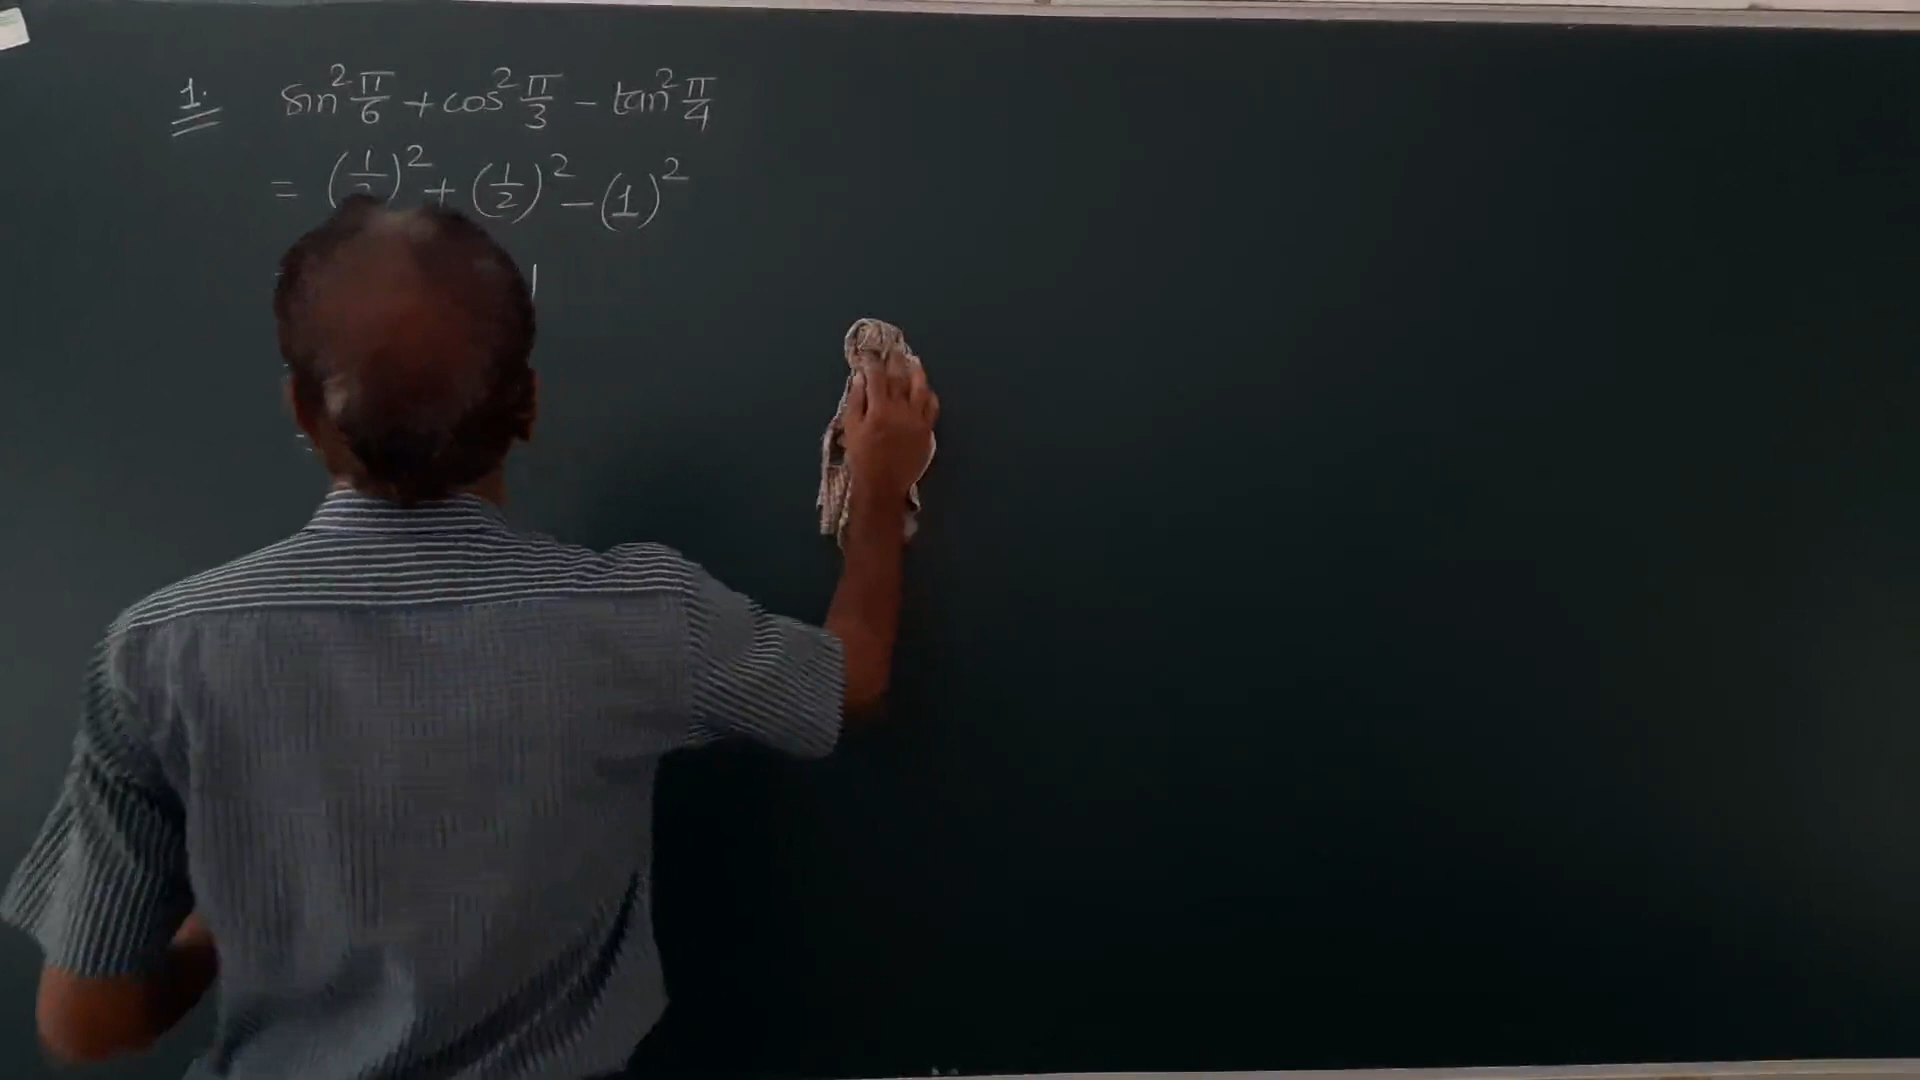 1. sin²π/6 + cos²π/3 − tan²π/4
= (1/2)² + (1/2)² − (1)²